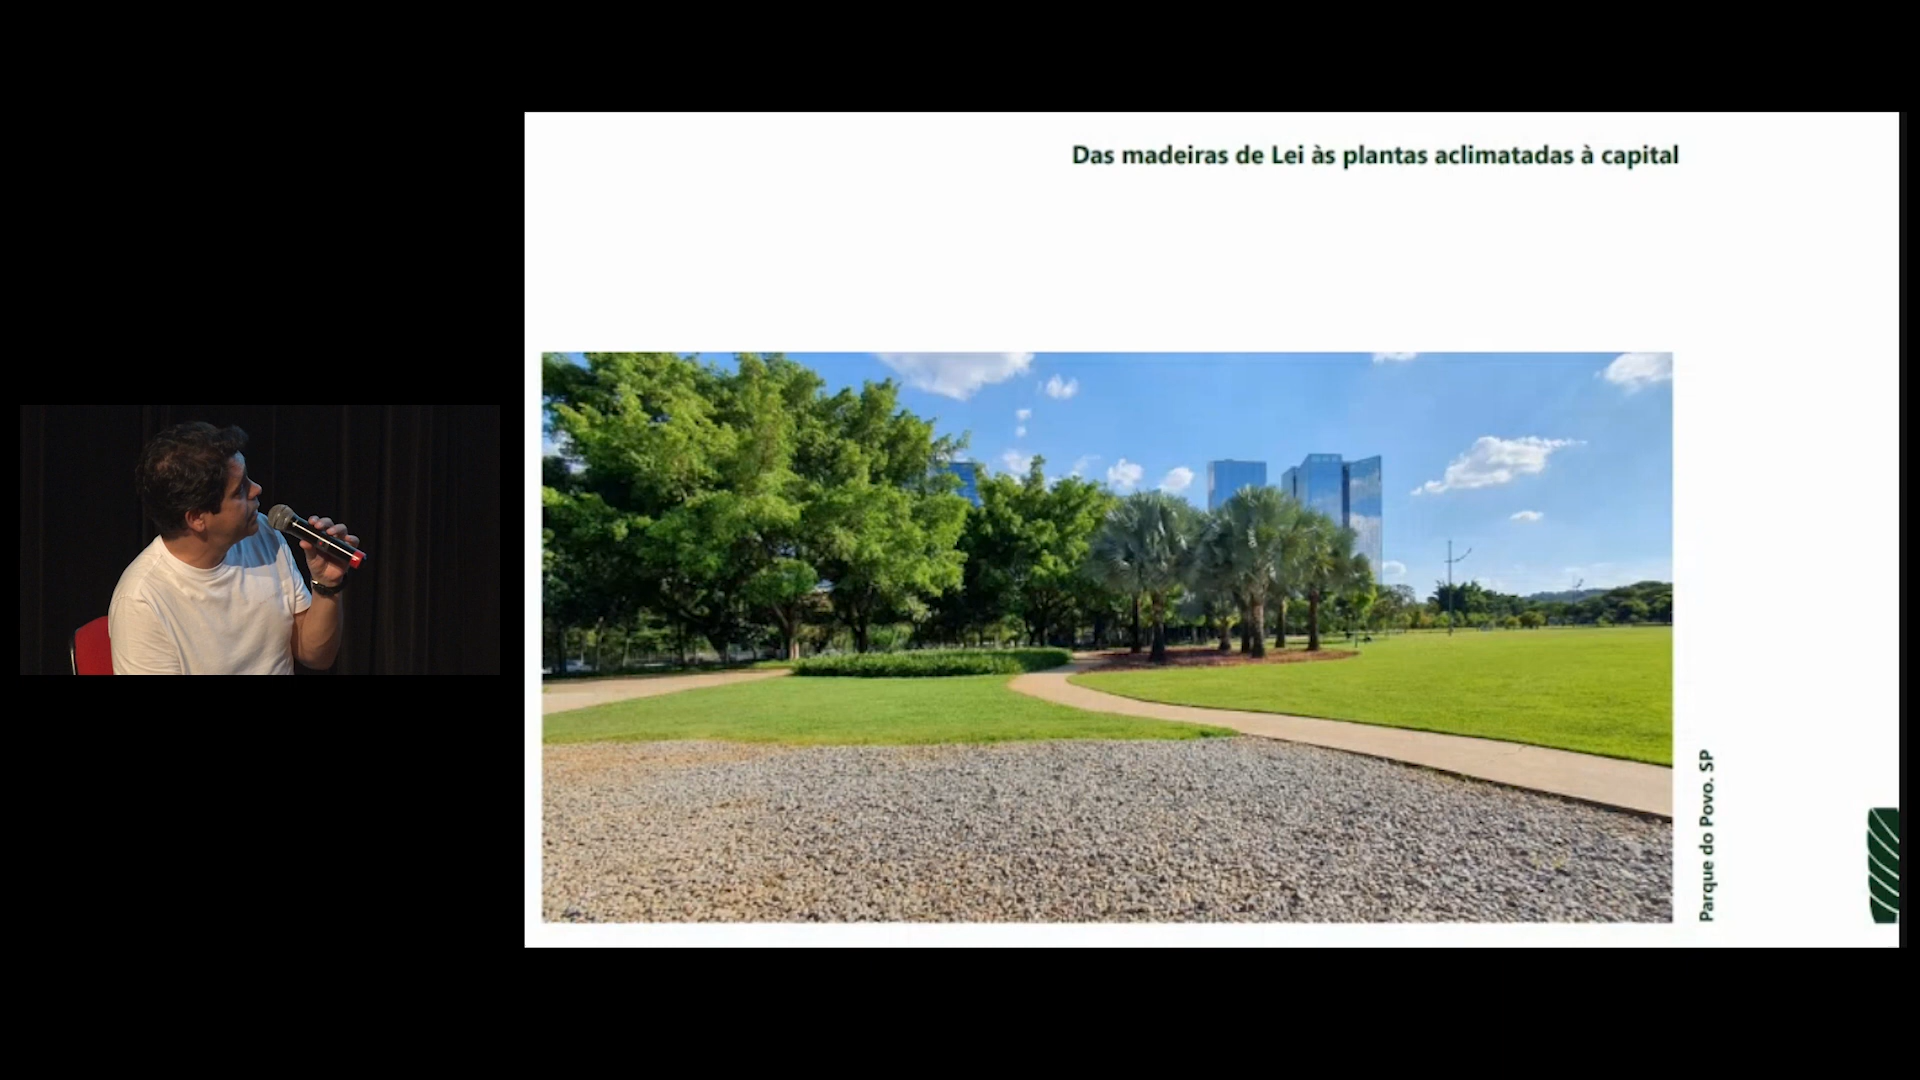 Das madeiras de Lei às plantas aclimatadas à capital
Parque do Povo. SP